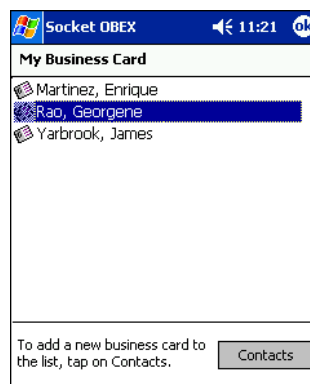 Socket OBEX 11:21 ok
My Business Card
Martinez, Enrique
Rao, Georgene
Yarbrook, James
To add a new business card to
the list, tap on Contacts.
Contacts